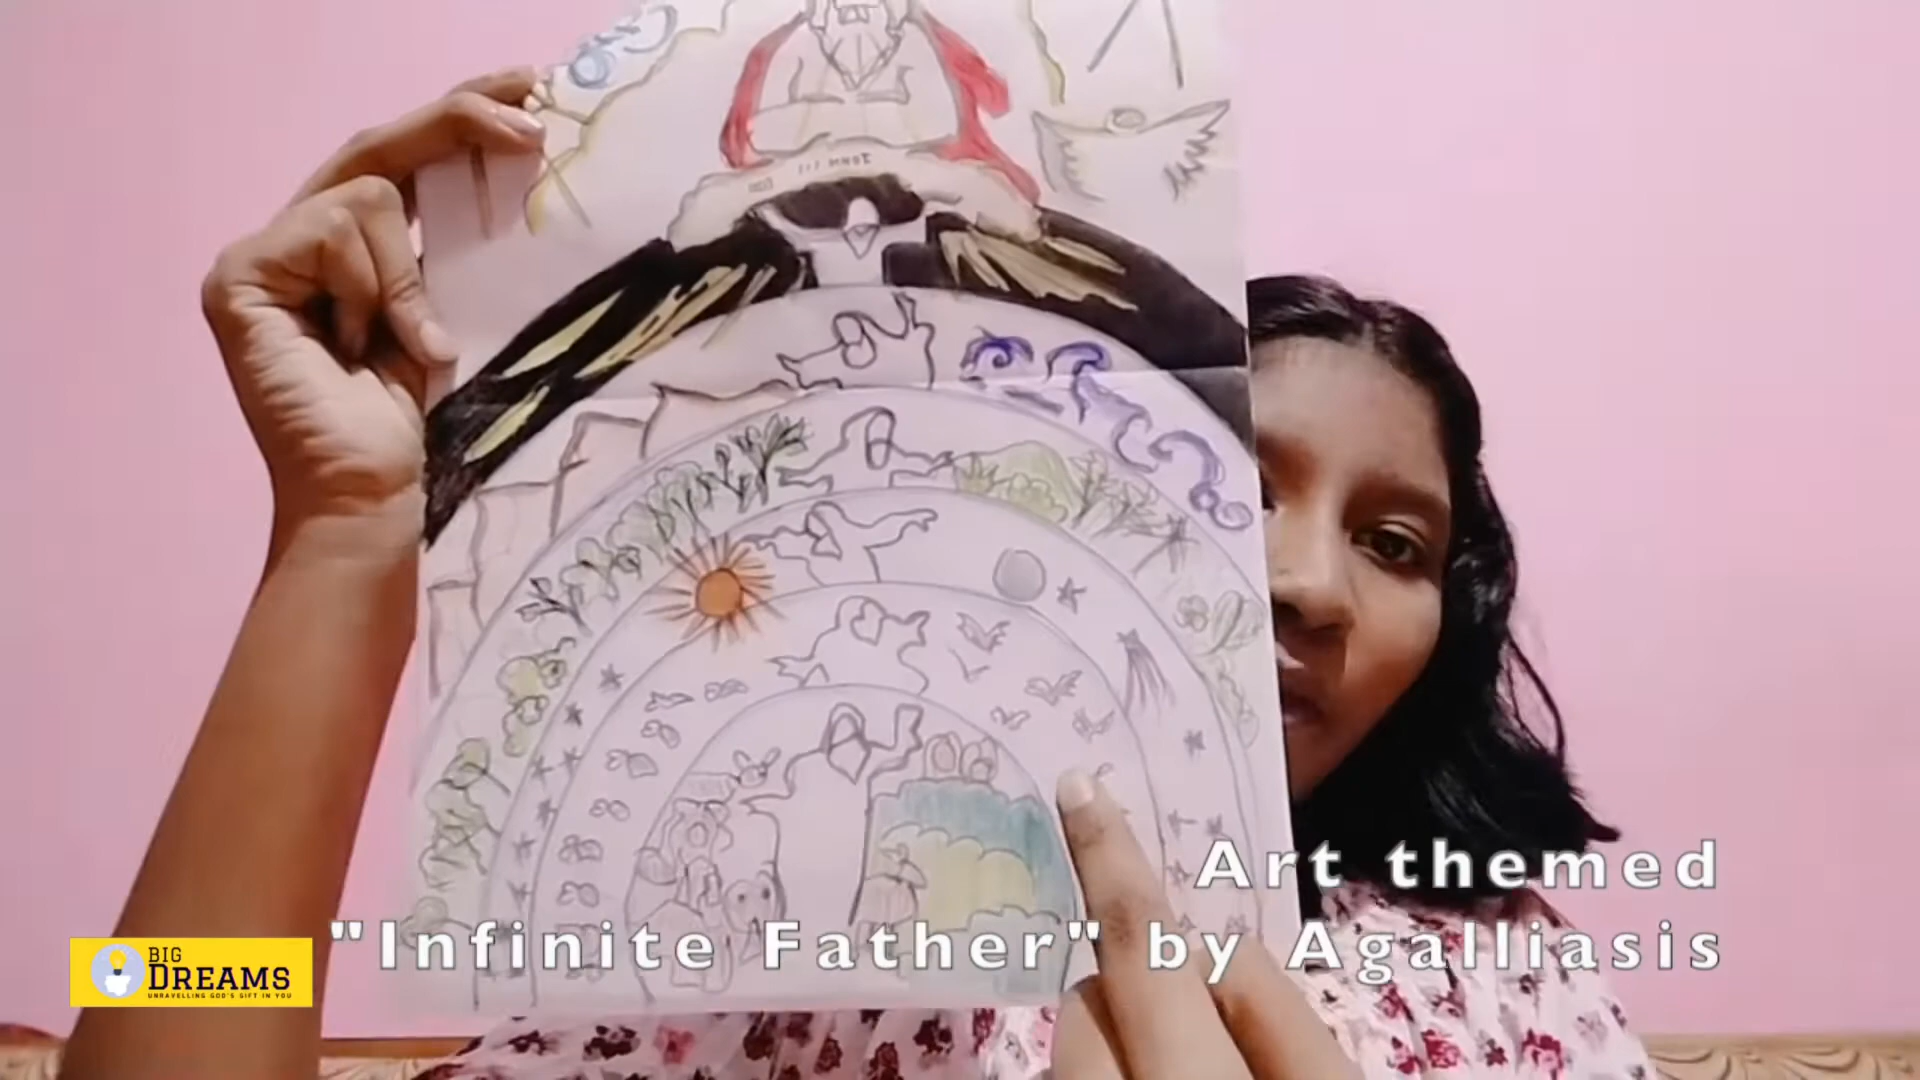 Art themed
"Infinite Father" by Agalliasis
BIG
DREAMS
UNRAVELLING GOD'S GIFT IN YOU